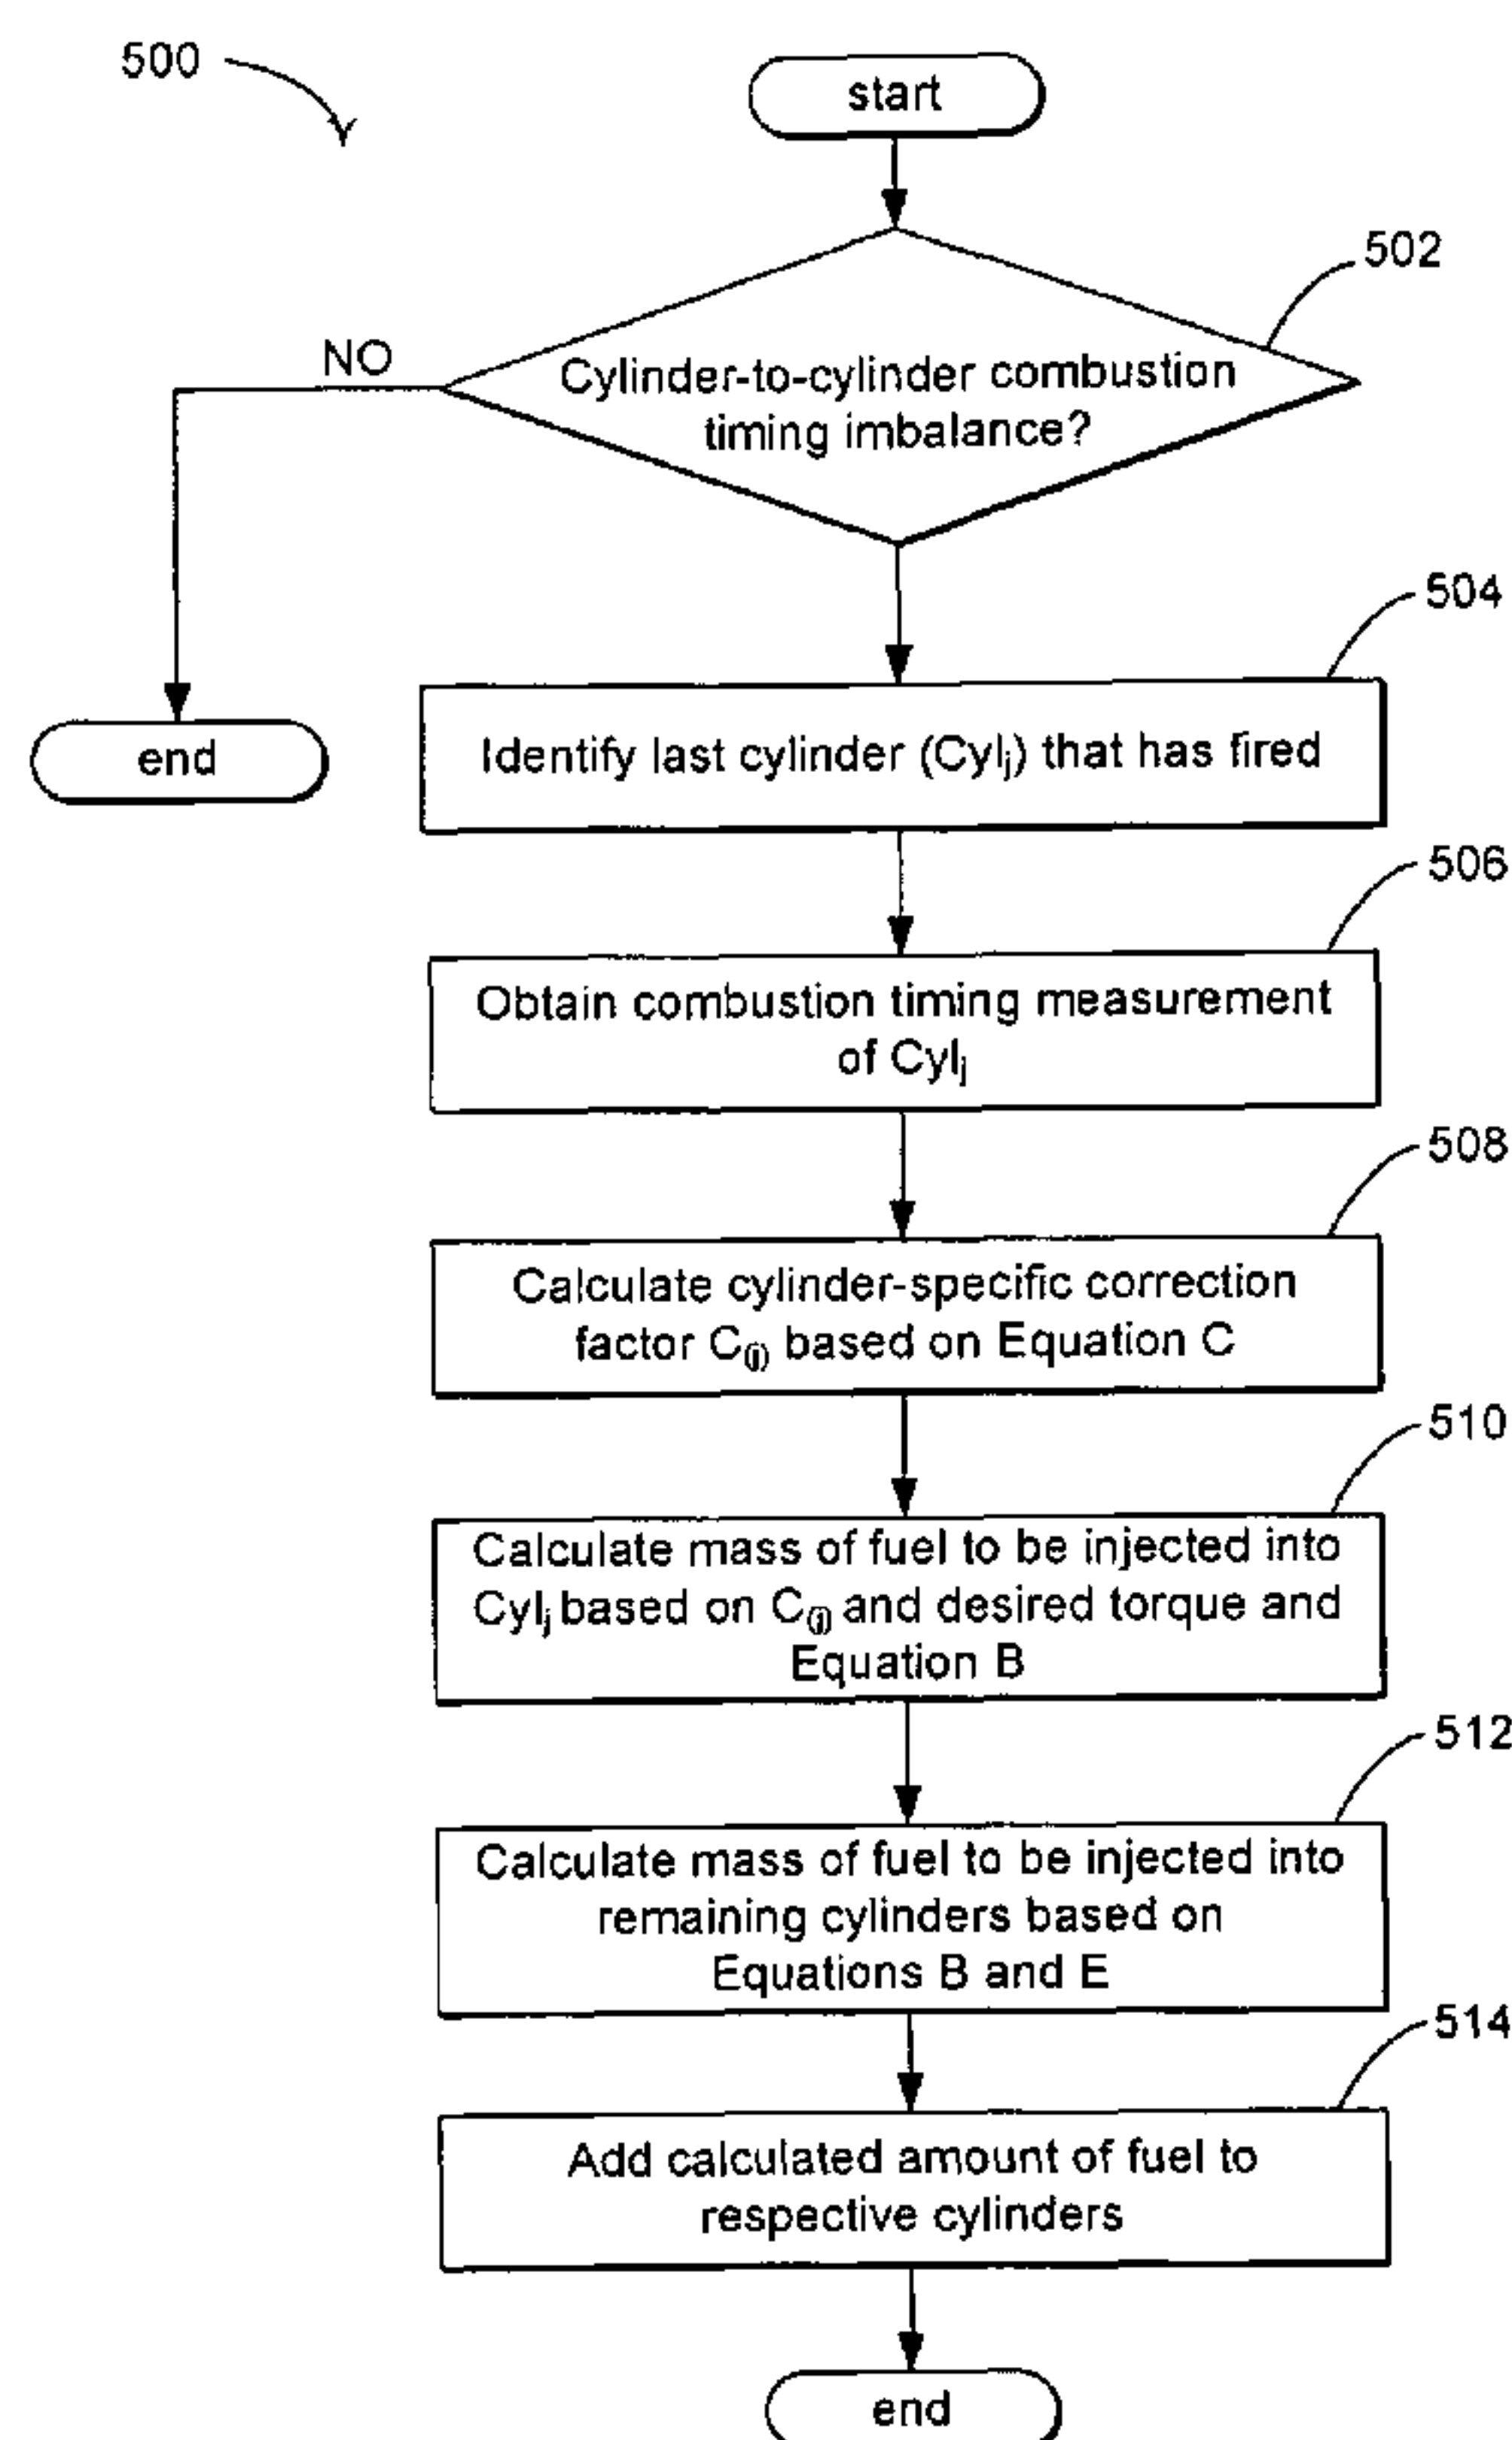 500
start
502
NO
Cylinder-to-cylinder combustion
timing imbalance?
504
Identify last cylinder (Cylj) that has fired
end
506
Obtain combustion timing measurement
of Cylj
508
Calculate cylinder-specific correction
factor C(j) based on Equation C
510
Calculate mass of fuel to be injected into
Cylj based on C(j) and desired torque and
Equation B
512
Calculate mass of fuel to be injected into
remaining cylinders based on
Equations B and E
514
Add calculated amount of fuel to
respective cylinders
end